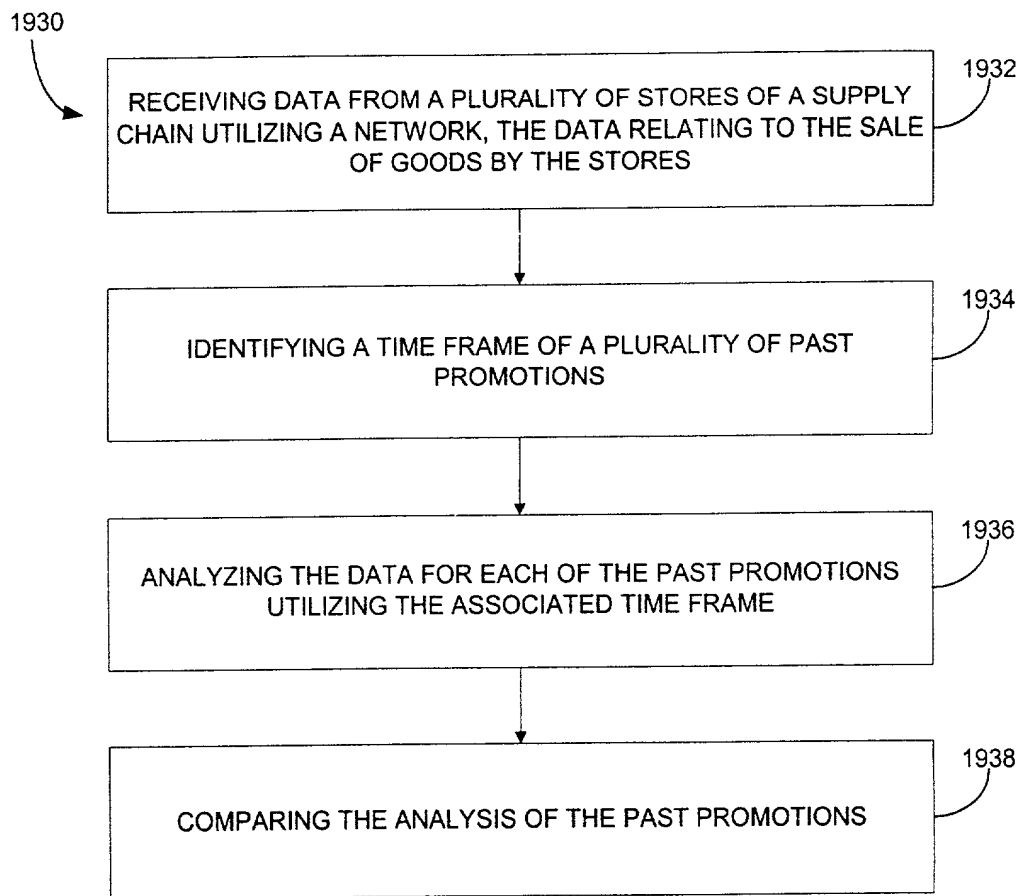 1930
1932
RECEIVING DATA FROM A PLURALITY OF STORES OF A SUPPLY
CHAIN UTILIZING A NETWORK, THE DATA RELATING TO THE SALE
OF GOODS BY THE STORES
1934
IDENTIFYING A TIME FRAME OF A PLURALITY OF PAST
PROMOTIONS
1936
ANALYZING THE DATA FOR EACH OF THE PAST PROMOTIONS
UTILIZING THE ASSOCIATED TIME FRAME
1938
COMPARING THE ANALYSIS OF THE PAST PROMOTIONS